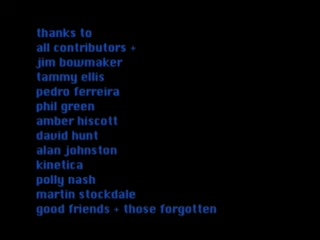 thanks to
all contributors +
jim bowmaker
tammy ellis
pedro ferreira
phil green
amber hiscott
david hunt
alan johnston
kinetica
polly nash
martin stockdale
good friends + those forgotten